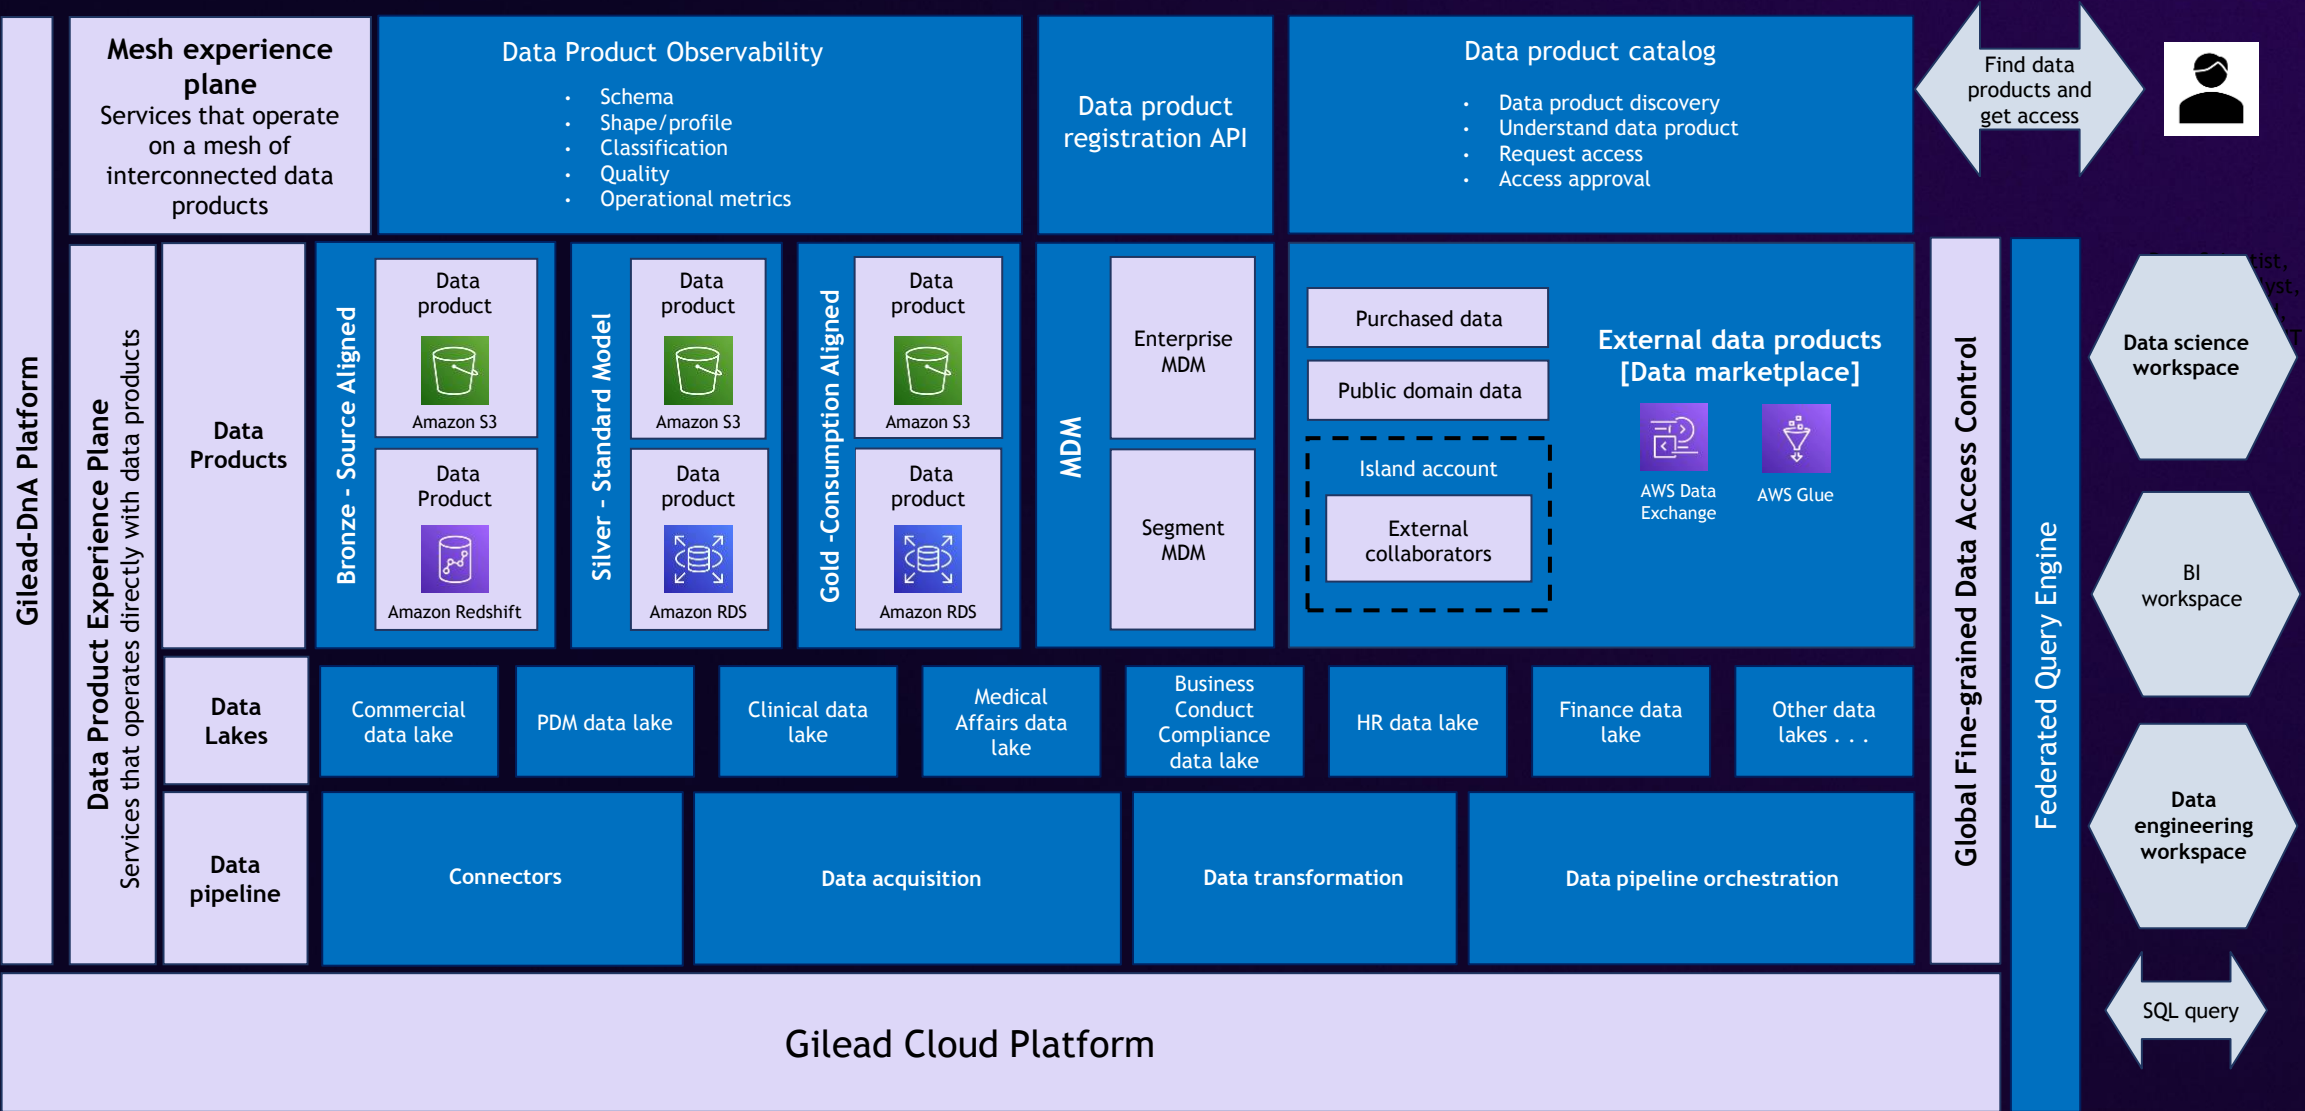 Gilead-DnA Platform
Mesh experience
plane
Services that operate
on a mesh of
interconnected data
products
Data Product Observability
· Schema
· Shape/profile
· Classification
· Quality
· Operational metrics
Data product
registration API
Data product catalog
· Data product discovery
· Understand data product
· Request access
· Access approval
Find data
products and
get access
Data Product Experience Plane
Services that operates directly with data products
Data
Products
Bronze - Source Aligned
Data
product
Amazon S3
Data
Product
Amazon Redshift
Silver - Standard Model
Data
product
Amazon S3
Data
product
Amazon RDS
Gold -Consumption Aligned
Data
product
Amazon S3
Data
product
Amazon RDS
MDM
Enterprise
MDM
Segment
MDM
Purchased data
Public domain data
Island account
External
collaborators
External data products
[Data marketplace]
AWS Data
Exchange
AWS Glue
Data
Lakes
Commercial
data lake
PDM data lake
Clinical data
lake
Medical
Affairs data
lake
Business
Conduct
Compliance
data lake
HR data lake
Finance data
lake
Other data
lakes . . .
Data
pipeline
Connectors
Data acquisition
Data transformation
Data pipeline orchestration
Global Fine-grained Data Access Control
Federated Query Engine
Data science
workspace
BI
workspace
Data
engineering
workspace
SQL query
Gilead Cloud Platform